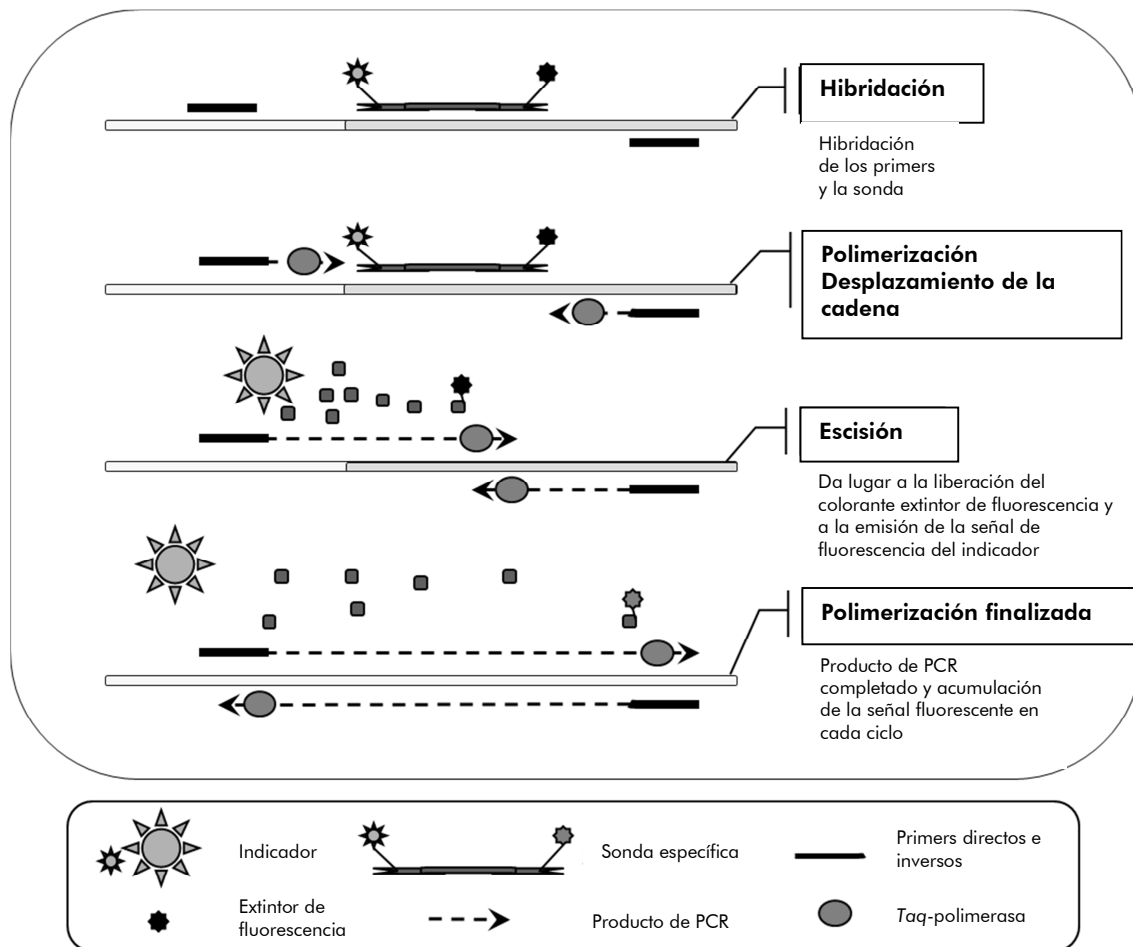 Hibridación
Hibridación
de los primers
y la sonda
Polimerización
Desplazamiento de la
cadena
Escisión
Da lugar a la liberación del
colorante extintor de fluorescencia y
a la emisión de la señal de
fluorescencia del indicador
Polimerización finalizada
Producto de PCR
completado y acumulación
de la señal fluorescente en
cada ciclo
Indicador
Sonda específica
Primers directos e
inversos
Extintor de
fluorescencia
Producto de PCR
Taq-polimerasa